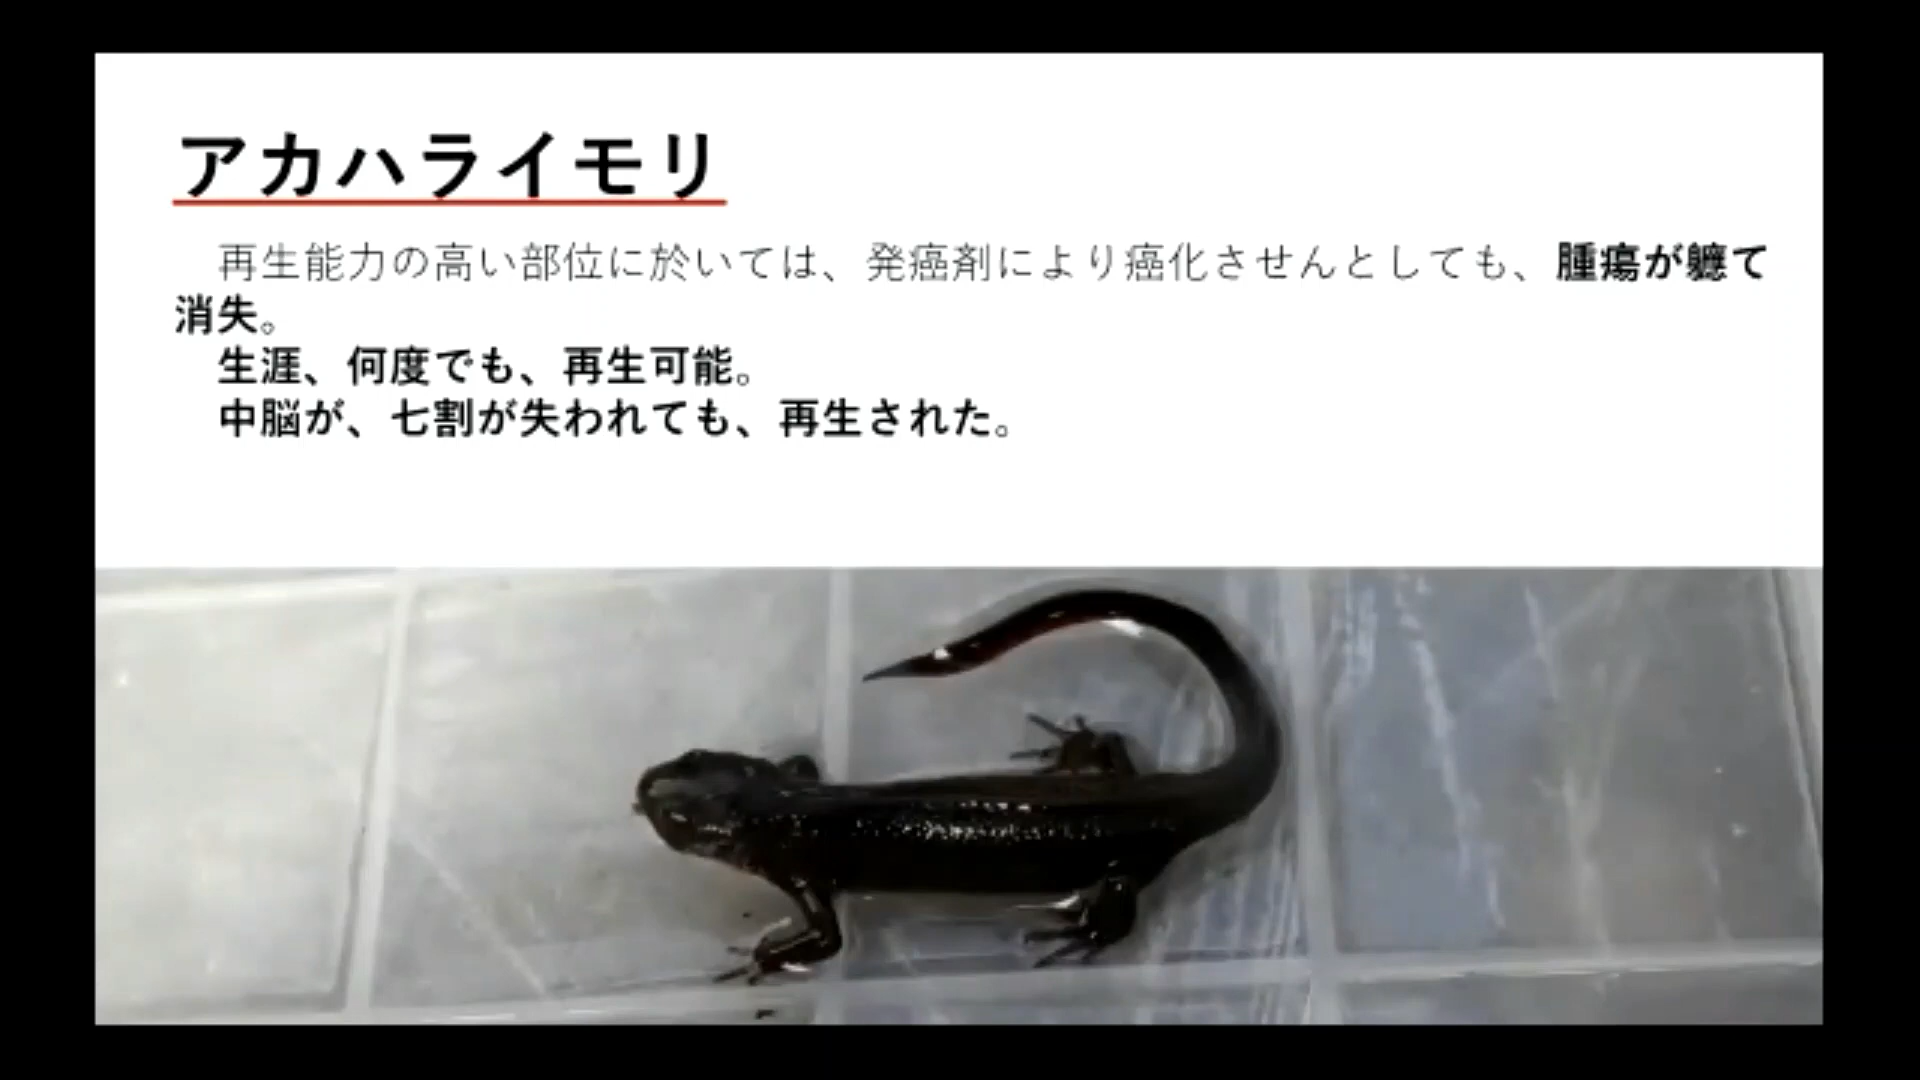 アカハライモリ
再生能力の高い部位に於いては、発癌剤により癌化させんとしても、腫瘍が軈て
消失。
生涯、何度でも、再生可能。
中脳が、七割が失われても、再生された。